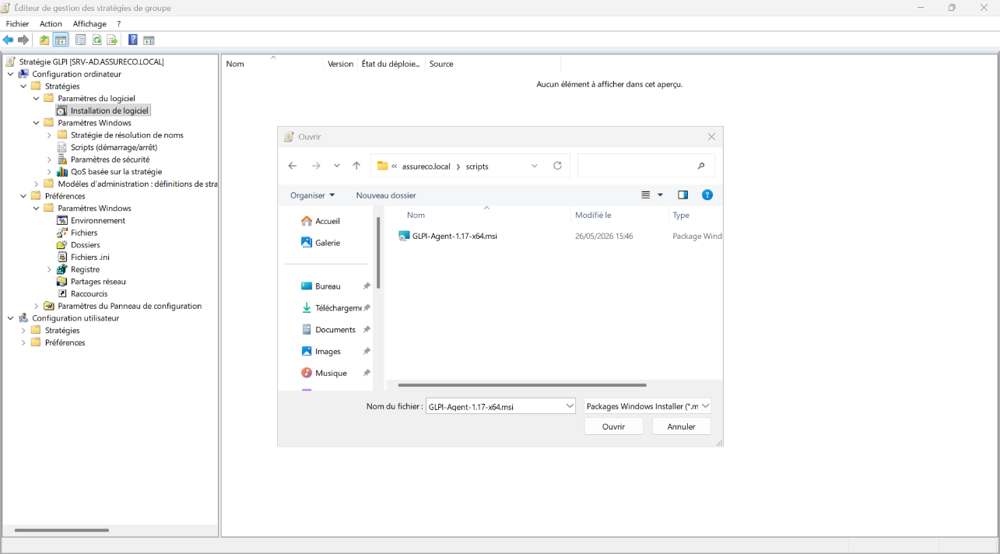 Éditeur de gestion des stratégies de groupe
Fichier Action Affichage ?
Stratégie GLPI [SRV-AD.ASSURECO.LOCAL]
Configuration ordinateur
Stratégies
Paramètres du logiciel
Installation de logiciel
Paramètres Windows
Stratégie de résolution de noms
Scripts (démarrage/arrêt)
Paramètres de sécurité
QoS basée sur la stratégie
Modèles d'administration : définitions de stra
Préférences
Paramètres Windows
Environnement
Fichiers
Dossiers
Fichiers .ini
Registre
Partages réseau
Raccourcis
Paramètres du Panneau de configuration
Configuration utilisateur
Stratégies
Préférences
Nom Version État du déploie... Source
Aucun élément à afficher dans cet aperçu.
Ouvrir
« assureco.local › scripts
Organiser Nouveau dossier ?
Accueil
Galerie
Bureau
Téléchargeme
Documents
Images
Musique
Nom Modifié le Type
GLPI-Agent-1.17-x64.msi 26/05/2026 15:46 Package Wind
Nom du fichier : GLPI-Agent-1.17-x64.msi Packages Windows Installer (*.m
Ouvrir Annuler